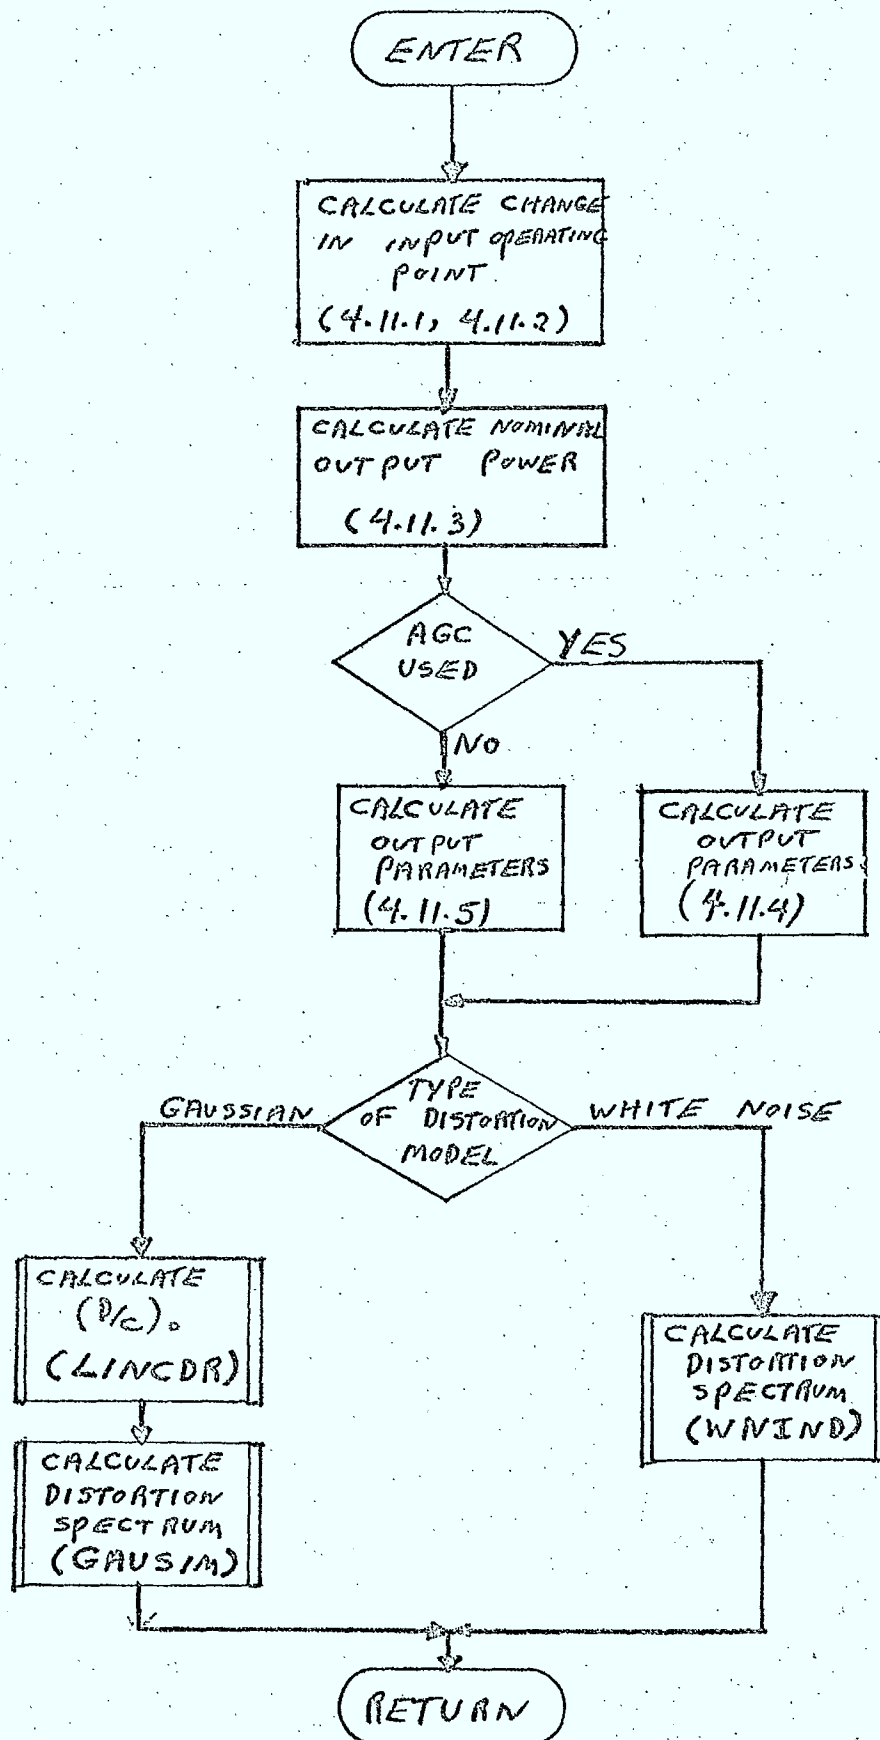 ENTER
CALCULATE CHANGE
IN INPUT OPERATING
POINT
(4.11.1, 4.11.2)
CALCULATE NOMINAL
OUTPUT POWER
(4.11.3)
AGC
USED
YES
NO
CALCULATE
OUTPUT
PARAMETERS
(4.11.5)
CALCULATE
OUTPUT
PARAMETERS
(4.11.4)
TYPE
OF DISTORTION
MODEL
GAUSSIAN
WHITE NOISE
CALCULATE
(D/C)o
(LINCDR)
CALCULATE
DISTORTION
SPECTRUM
(GAUSIM)
CALCULATE
DISTORTION
SPECTRUM
(WNIND)
RETURN